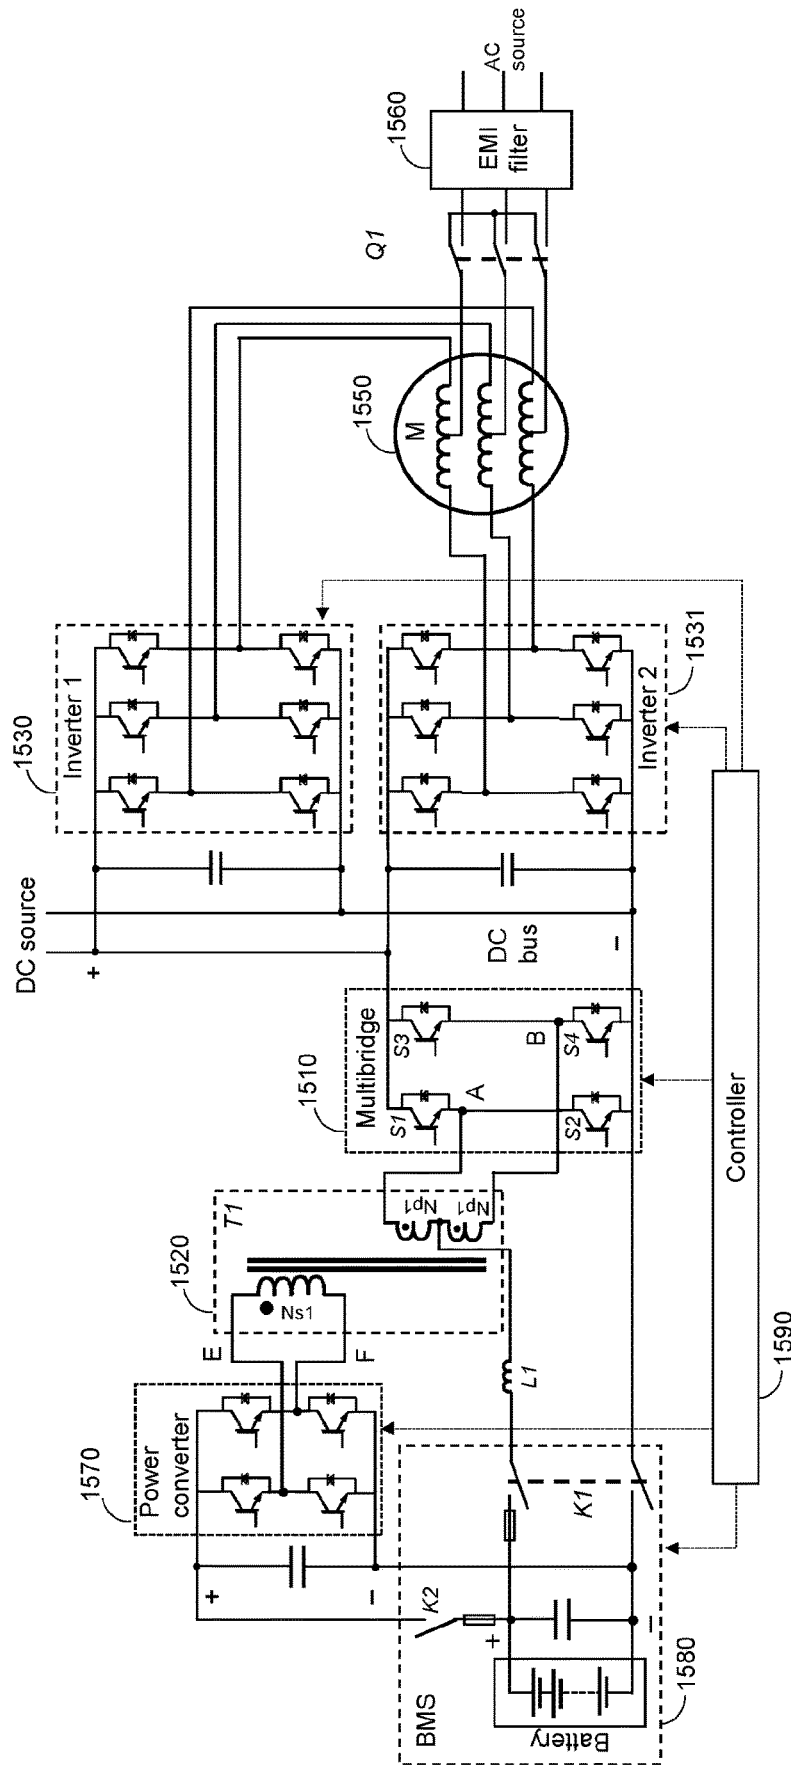 BMS
Battery
+
−
1580
K2
K1
+
−
1570
Power
converter
E
F
1520
T1
Ns1
Np1
Np1
L1
1510
Multibridge
S1
S3
A
B
S2
S4
DC source
+
DC
bus
−
1530
Inverter 1
Inverter 2
1531
1550
M
Q1
1560
EMI
filter
AC
source
Controller
1590